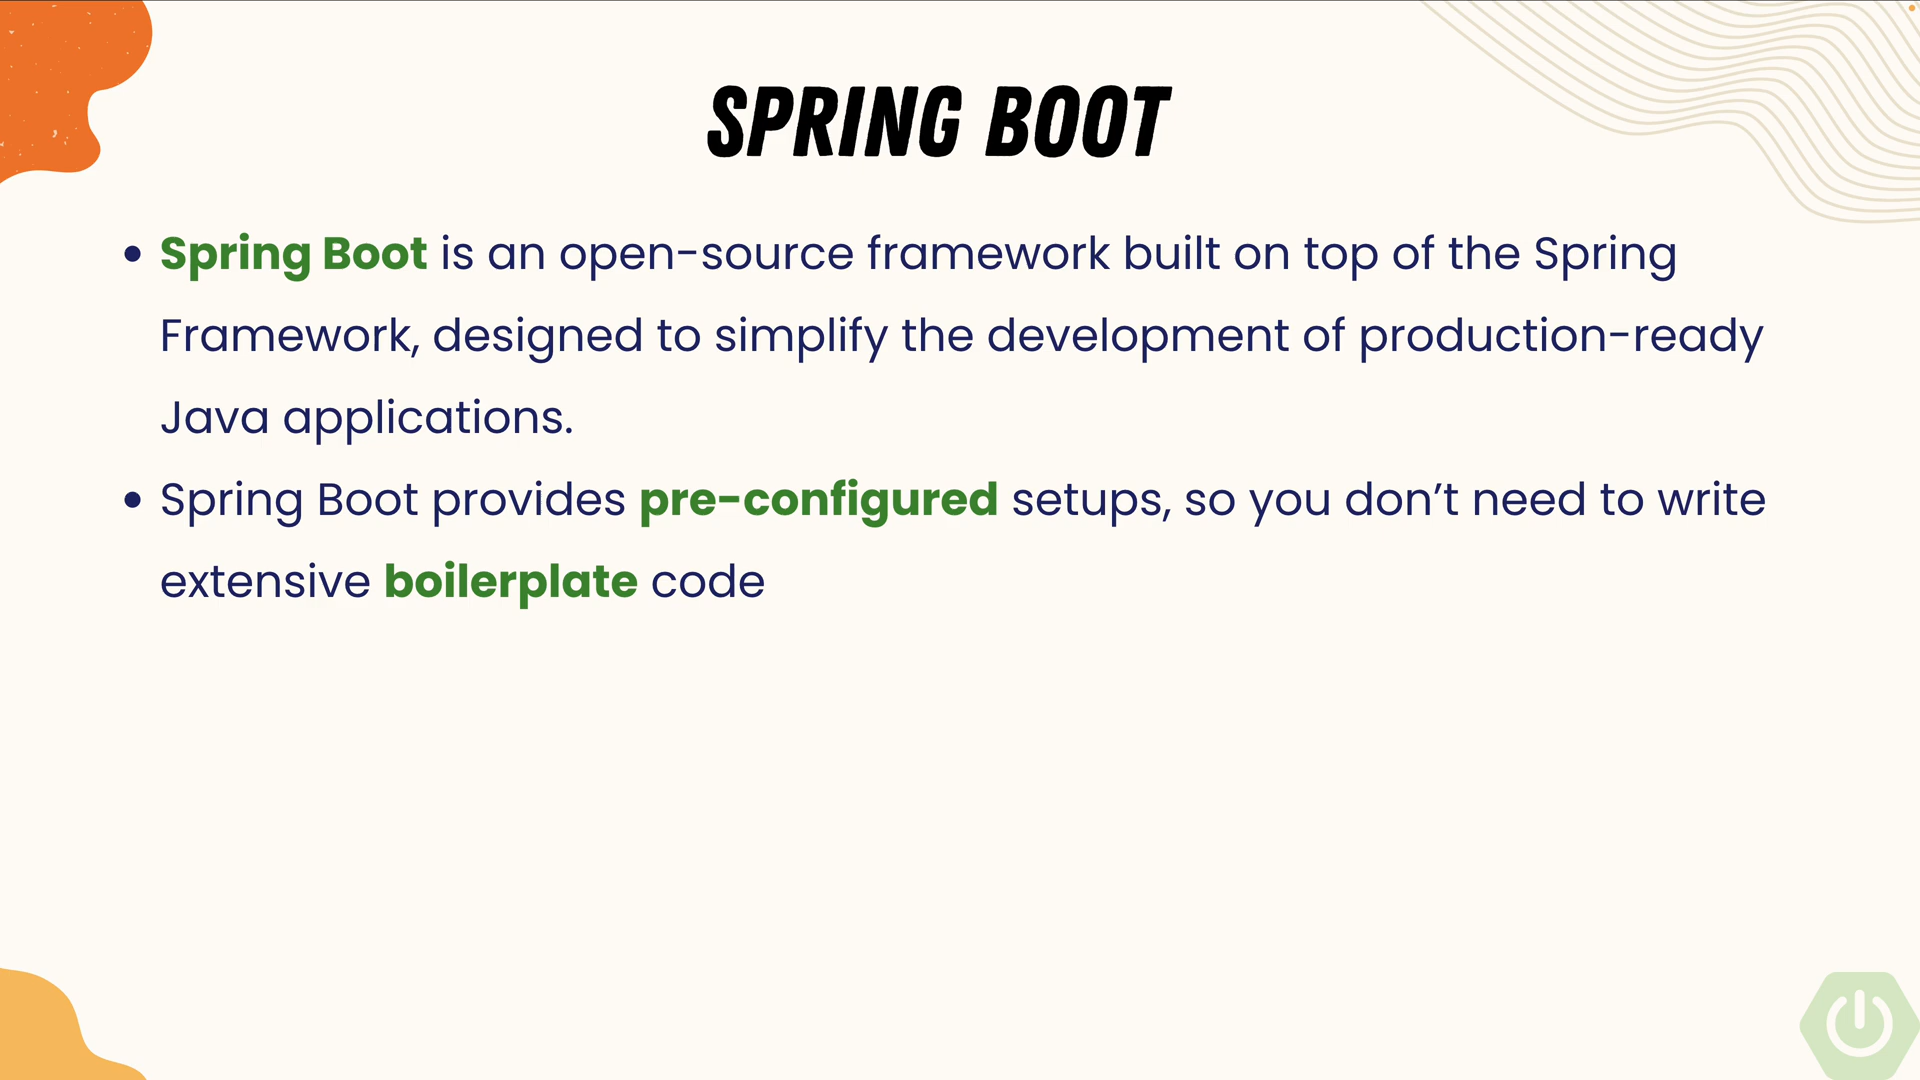 SPRING BOOT
• Spring Boot is an open-source framework built on top of the Spring
Framework, designed to simplify the development of production-ready
Java applications.
• Spring Boot provides pre-configured setups, so you don’t need to write
extensive boilerplate code